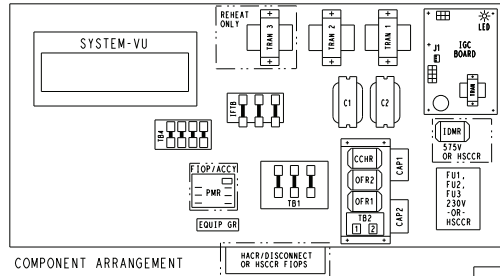 REHEAT
ONLY
TRAN 3
TRAN 2
TRAN 1
LED
J1
IGC
BOARD
TRAN
SYSTEM-VU
IFTB
C1
C2
TB4
IDMR
575V
OR HSCCR
FIOP/ACCY
PMR
EQUIP GR
TB1
CCHR
OFR2
OFR1
TB2
1
2
CAP1
CAP2
FU1,
FU2,
FU3
230V
-OR-
HSCCR
COMPONENT ARRANGEMENT
HACR/DISCONNECT
OR HSCCR FIOPS